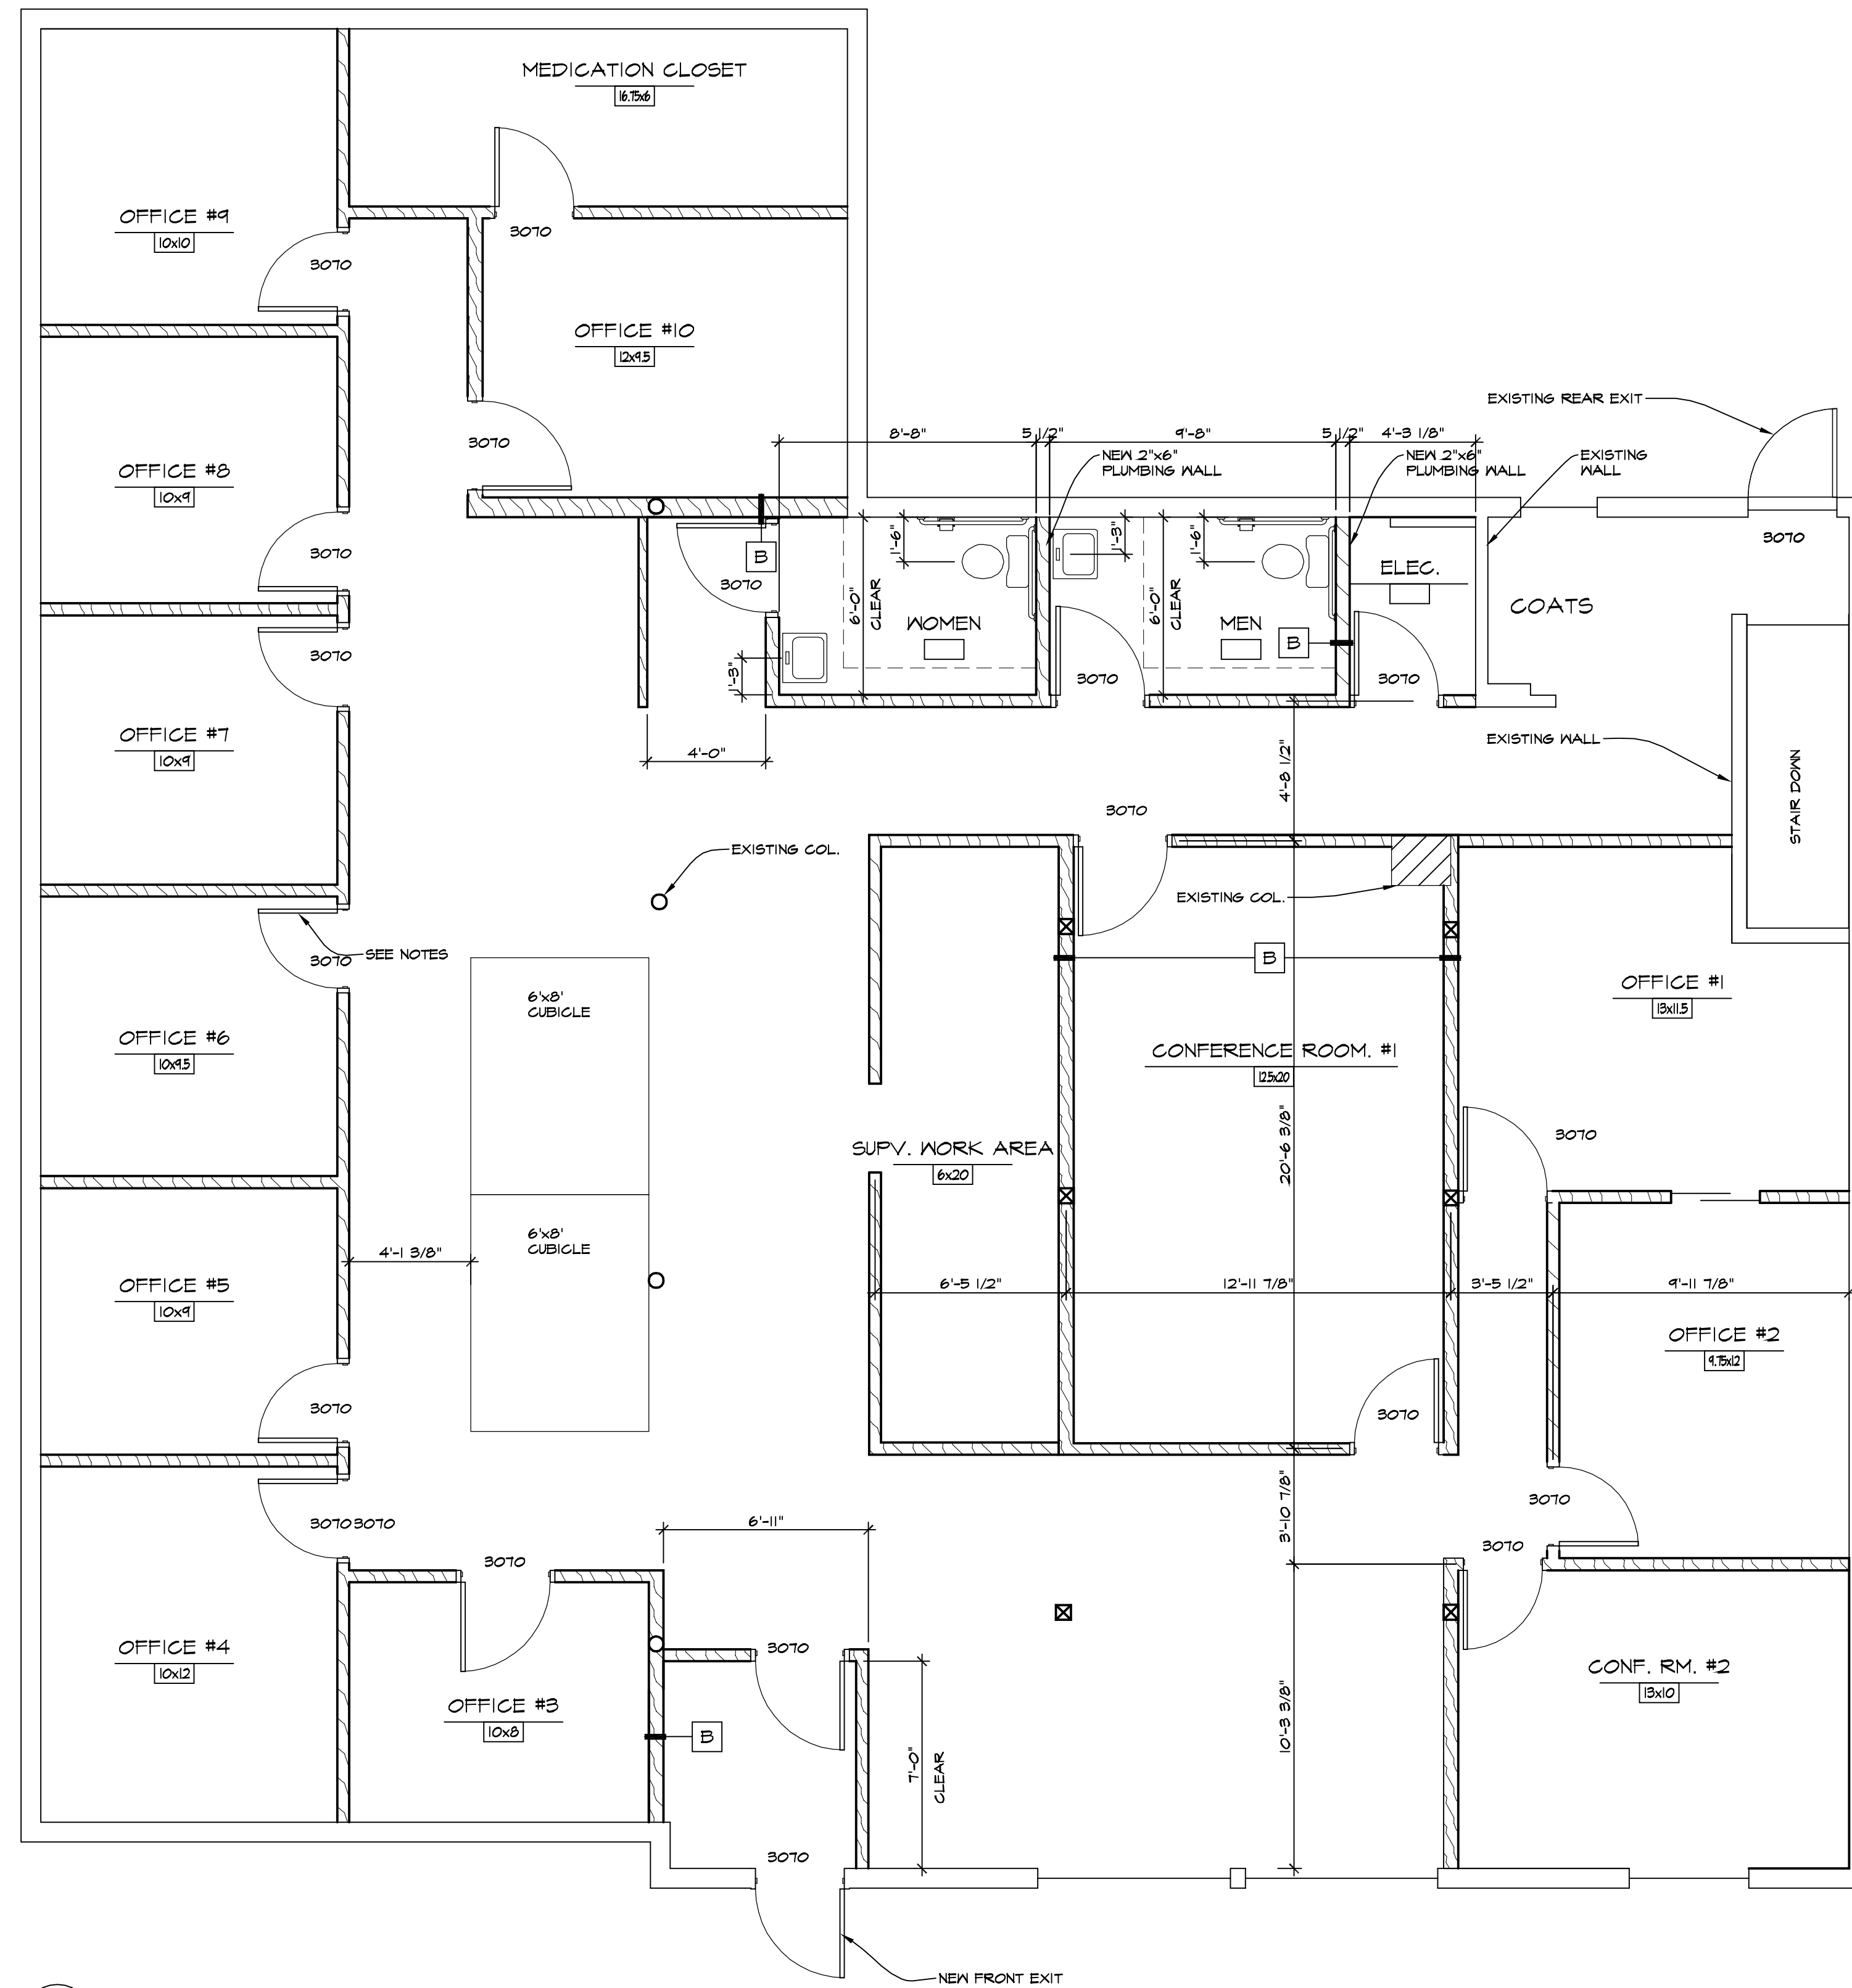 MEDICATION CLOSET
16.75x6
OFFICE #9
10x10
3070
3070
OFFICE #10
12x9.5
EXISTING REAR EXIT
8'-8"
5 1/2"
9'-8"
5 1/2"
4'-3 1/8"
3070
NEW 2"x6"
PLUMBING WALL
NEW 2"x6"
PLUMBING WALL
EXISTING
WALL
OFFICE #8
10x9
3070
3070
B
3070
1'-6"
6'-0"
CLEAR
WOMEN
1'-3"
1'-3"
1'-6"
6'-0"
CLEAR
MEN
B
ELEC.
COATS
3070
3070
3070
3070
OFFICE #7
10x9
4'-0"
4'-8 1/2"
EXISTING WALL
STAIR DOWN
3070
EXISTING COL.
EXISTING COL.
SEE NOTES
3070
B
6'x8'
CUBICLE
OFFICE #1
13x11.5
OFFICE #6
10x9.5
CONFERENCE ROOM. #1
12.5x20
SUPV. WORK AREA
6x20
20'-6 3/8"
3070
6'x8'
CUBICLE
4'-1 3/8"
OFFICE #5
10x9
6'-5 1/2"
12'-11 7/8"
3'-5 1/2"
9'-11 7/8"
OFFICE #2
9.75x12
3070
3070
3070
3070
3070
6'-11"
3'-10 7/8"
3070
3070
OFFICE #4
10x12
3070
CONF. RM. #2
13x10
OFFICE #3
10x8
B
7'-0"
CLEAR
10'-3 3/8"
3070
NEW FRONT EXIT